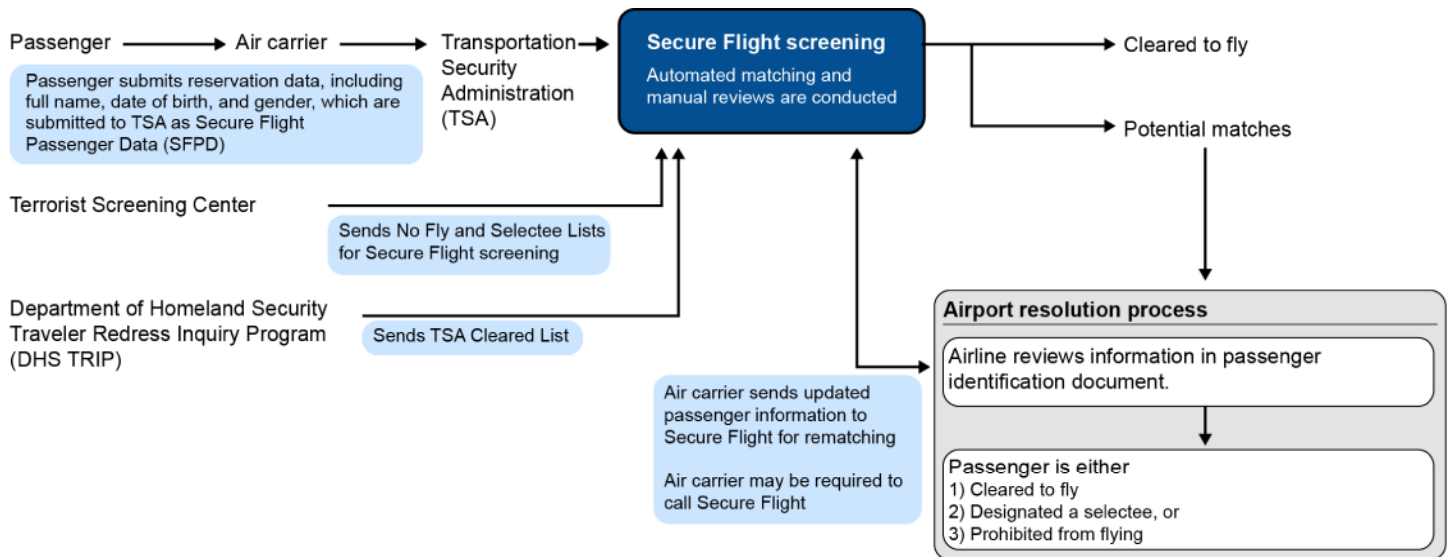 Passenger
Air carrier
Transportation
Security
Administration
(TSA)
Passenger submits reservation data, including
full name, date of birth, and gender, which are
submitted to TSA as Secure Flight
Passenger Data (SFPD)
Secure Flight screening
Automated matching and
manual reviews are conducted
Cleared to fly
Potential matches
Terrorist Screening Center
Sends No Fly and Selectee Lists
for Secure Flight screening
Department of Homeland Security
Traveler Redress Inquiry Program
(DHS TRIP)
Sends TSA Cleared List
Air carrier sends updated
passenger information to
Secure Flight for rematching
Air carrier may be required to
call Secure Flight
Airport resolution process
Airline reviews information in passenger
identification document.
Passenger is either
1) Cleared to fly
2) Designated a selectee, or
3) Prohibited from flying